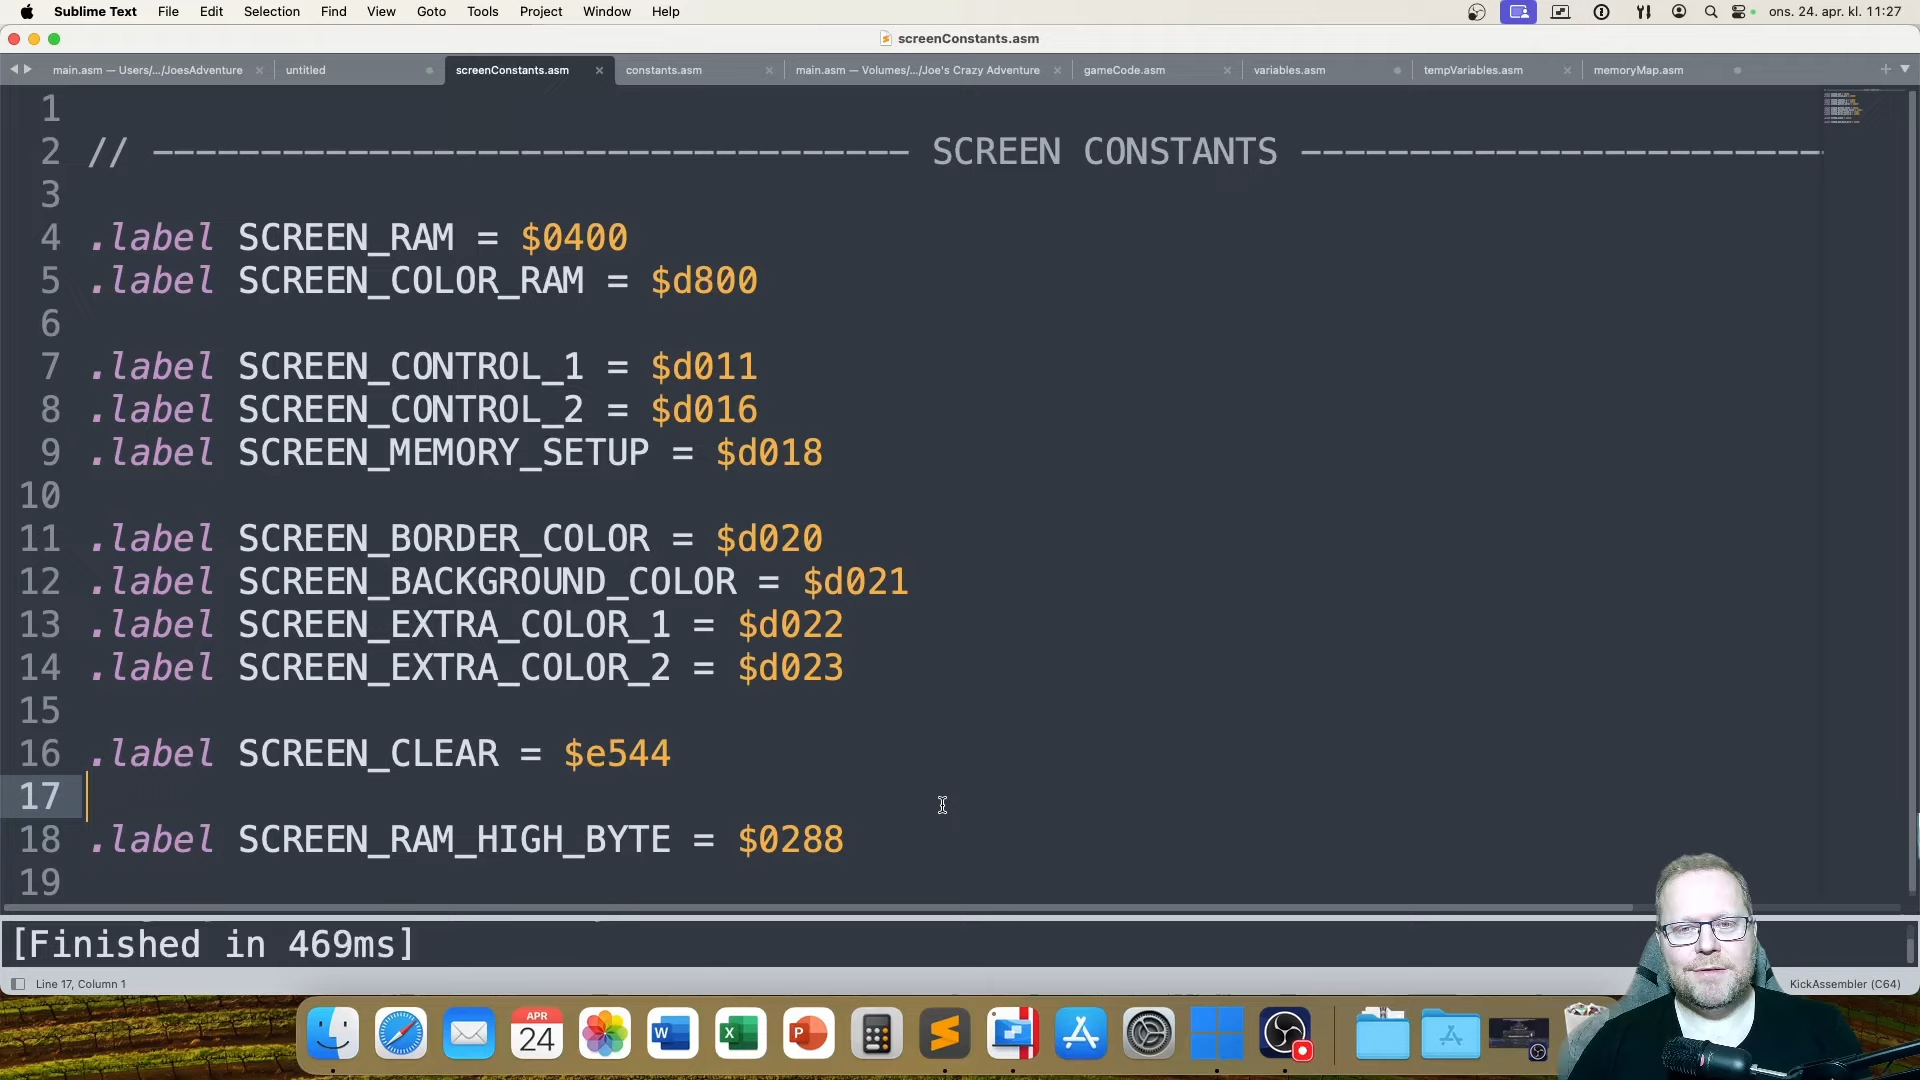 Sublime Text File Edit Selection Find View Goto Tools Project Window Help ons. 24. apr. kl. 11:27
screenConstants.asm
main.asm — Users/.../JoesAdventure untitled screenConstants.asm constants.asm main.asm — Volumes/.../Joe's Crazy Adventure gameCode.asm variables.asm tempVariables.asm memoryMap.asm
1
2 // ----------------------------------- SCREEN CONSTANTS ------------------------
3
4 .label SCREEN_RAM = $0400
5 .label SCREEN_COLOR_RAM = $d800
6
7 .label SCREEN_CONTROL_1 = $d011
8 .label SCREEN_CONTROL_2 = $d016
9 .label SCREEN_MEMORY_SETUP = $d018
10
11 .label SCREEN_BORDER_COLOR = $d020
12 .label SCREEN_BACKGROUND_COLOR = $d021
13 .label SCREEN_EXTRA_COLOR_1 = $d022
14 .label SCREEN_EXTRA_COLOR_2 = $d023
15
16 .label SCREEN_CLEAR = $e544
17
18 .label SCREEN_RAM_HIGH_BYTE = $0288
19
[Finished in 469ms]
Line 17, Column 1 KickAssembler (C64)
APR
24
W
X
P